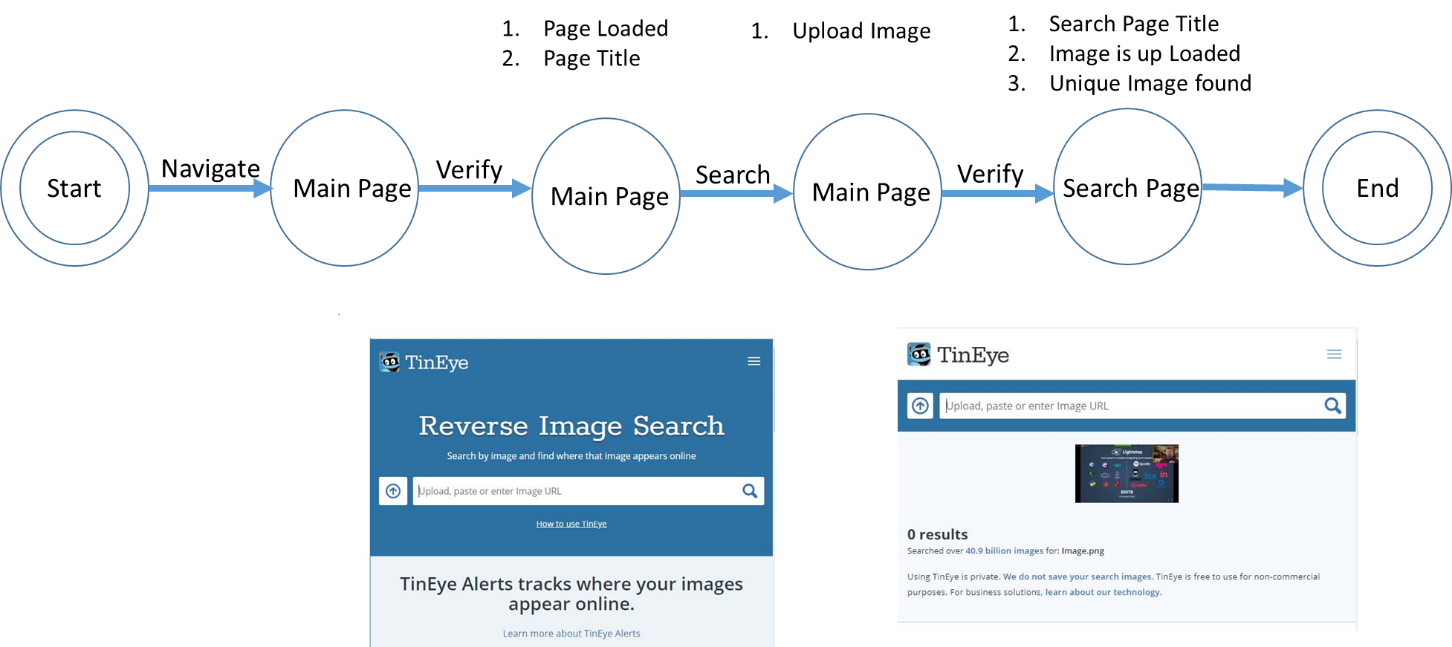 1. Page Loaded
2. Page Title
1. Upload Image
1. Search Page Title
2. Image is up Loaded
3. Unique Image found
Start
Navigate
Main Page
Verify
Main Page
Search
Main Page
Verify
Search Page
End
TinEye
Reverse Image Search
Search by image and find where that image appears online
Upload, paste or enter Image URL
How to use TinEye
TinEye Alerts tracks where your images
appear online.
Learn more about TinEye Alerts
TinEye
Upload, paste or enter Image URL
Lightstep
Spotify
0 results
Searched over 40.9 billion images for: Image.png
Using TinEye is private. We do not save your search images. TinEye is free to use for non-commercial
purposes. For business solutions, learn about our technology.